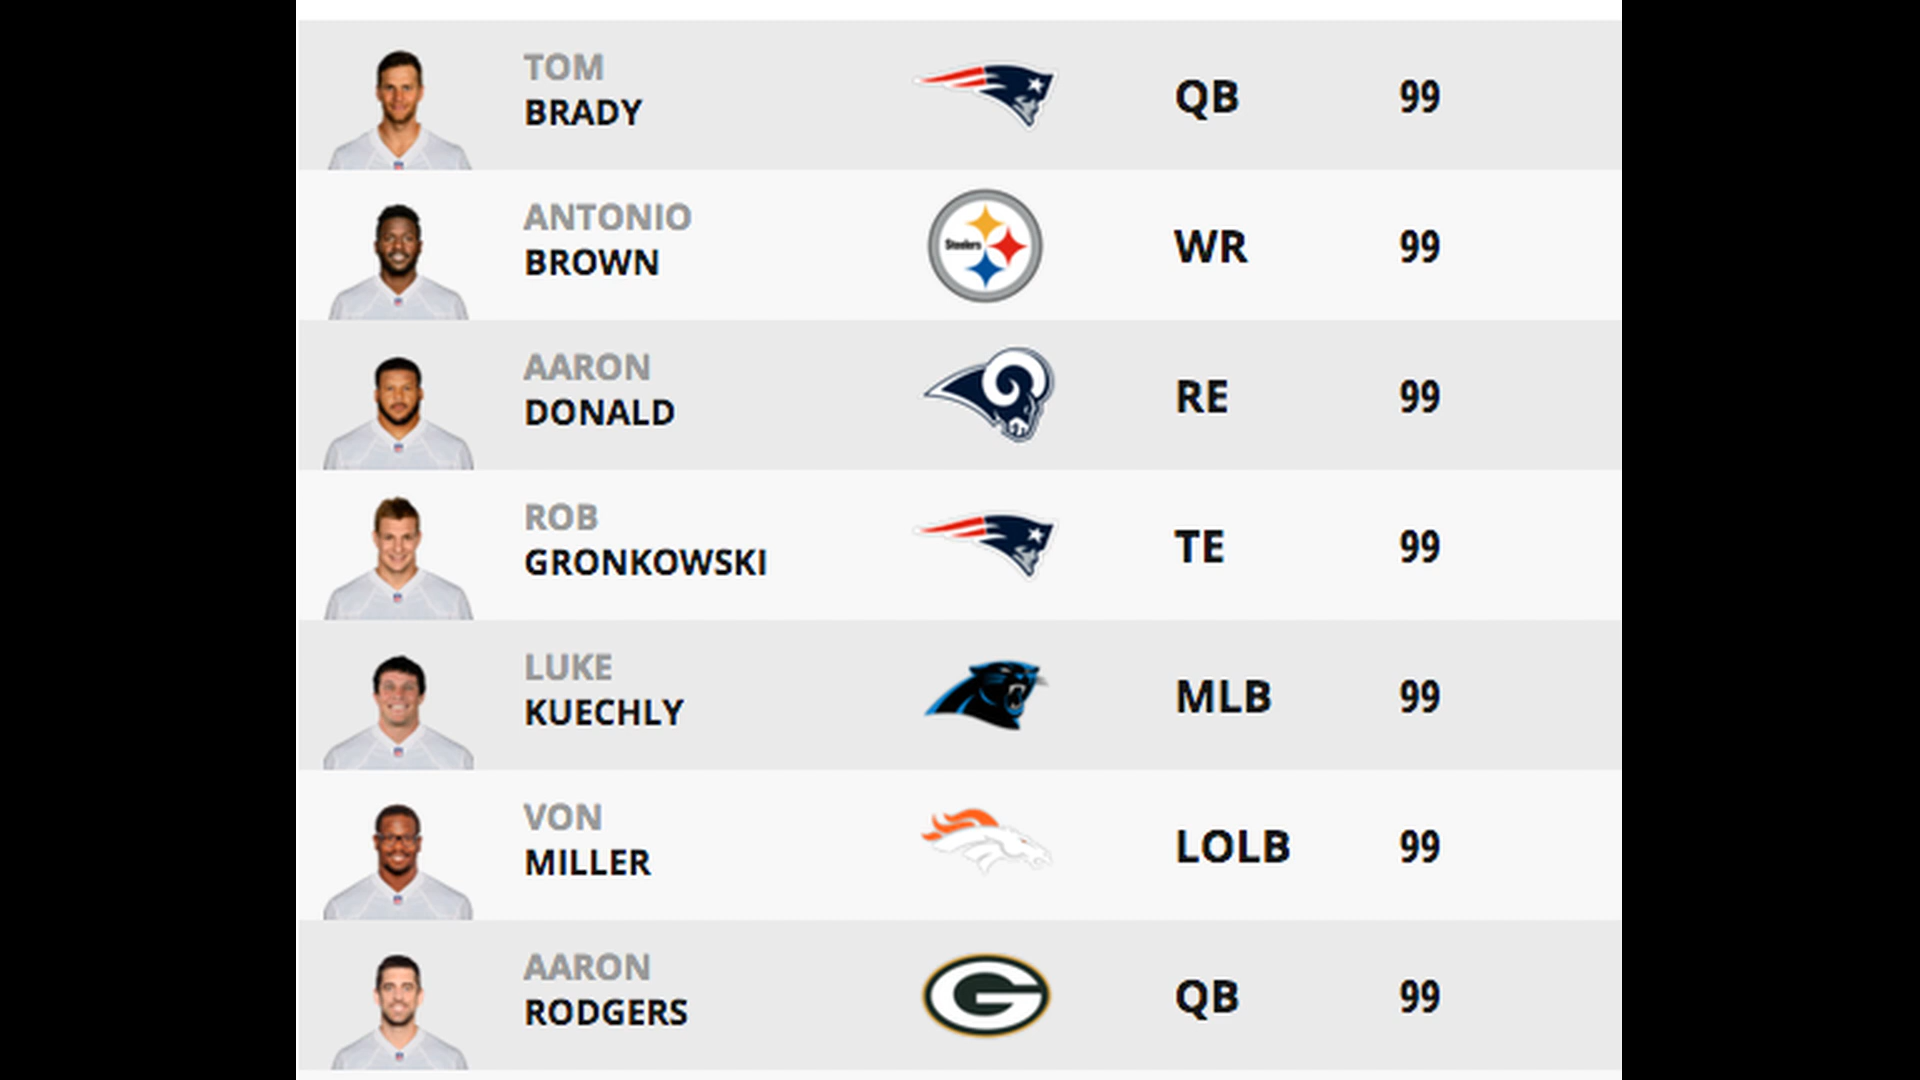 TOM
BRADY
QB
99
ANTONIO
BROWN
Steelers
WR
99
AARON
DONALD
RE
99
ROB
GRONKOWSKI
TE
99
LUKE
KUECHLY
MLB
99
VON
MILLER
LOLB
99
AARON
RODGERS
G
QB
99